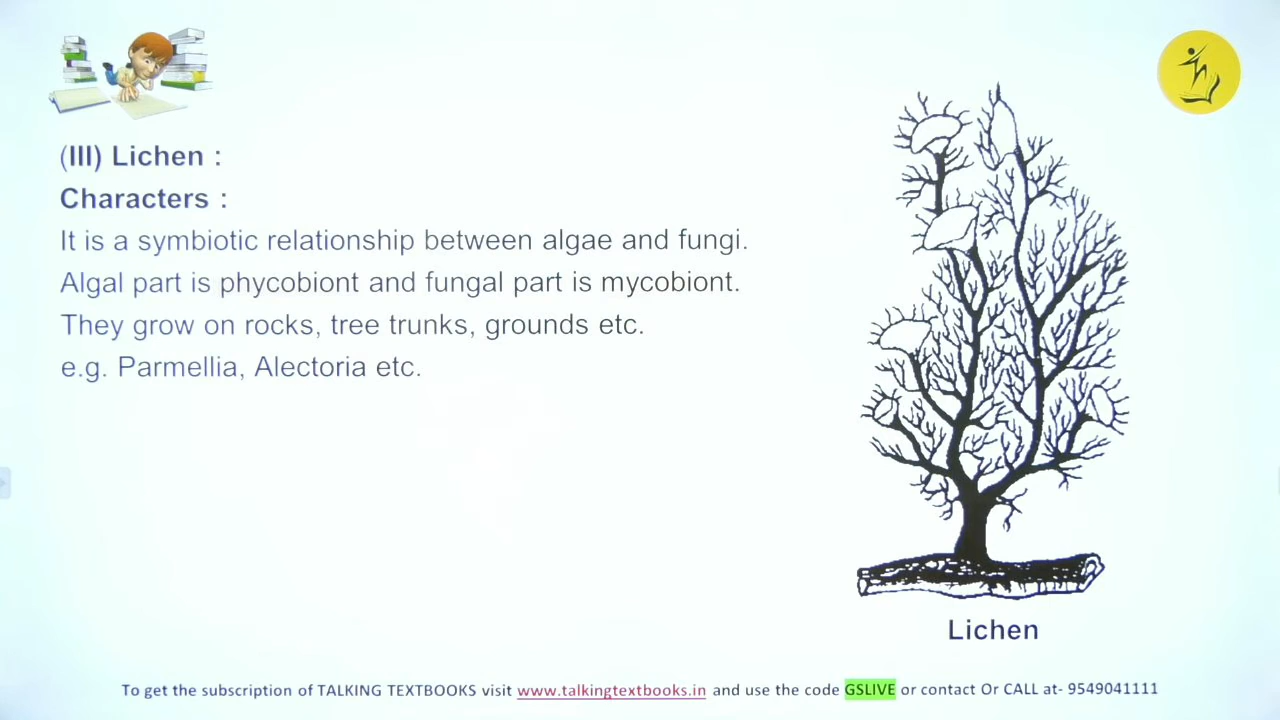 (III) Lichen :
Characters :
It is a symbiotic relationship between algae and fungi.
Algal part is phycobiont and fungal part is mycobiont.
They grow on rocks, tree trunks, grounds etc.
e.g. Parmellia, Alectoria etc.
Lichen
To get the subscription of TALKING TEXTBOOKS visit www.talkingtextbooks.in and use the code GSLIVE or contact Or CALL at- 9549041111